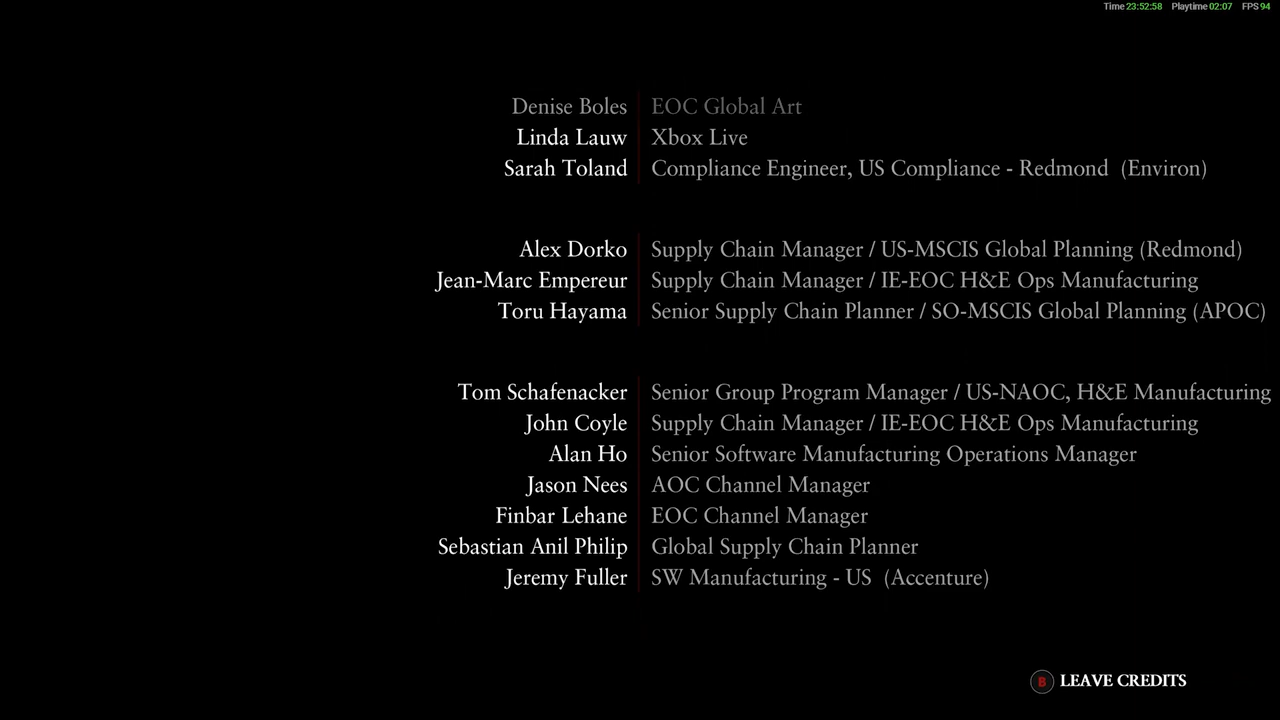 Time 23:52:58 Playtime 02:07 FPS 94
Denise Boles EOC Global Art
Linda Lauw Xbox Live
Sarah Toland Compliance Engineer, US Compliance - Redmond (Environ)
Alex Dorko Supply Chain Manager / US-MSCIS Global Planning (Redmond)
Jean-Marc Empereur Supply Chain Manager / IE-EOC H&E Ops Manufacturing
Toru Hayama Senior Supply Chain Planner / SO-MSCIS Global Planning (APOC)
Tom Schafenacker Senior Group Program Manager / US-NAOC, H&E Manufacturing
John Coyle Supply Chain Manager / IE-EOC H&E Ops Manufacturing
Alan Ho Senior Software Manufacturing Operations Manager
Jason Nees AOC Channel Manager
Finbar Lehane EOC Channel Manager
Sebastian Anil Philip Global Supply Chain Planner
Jeremy Fuller SW Manufacturing - US (Accenture)
B LEAVE CREDITS